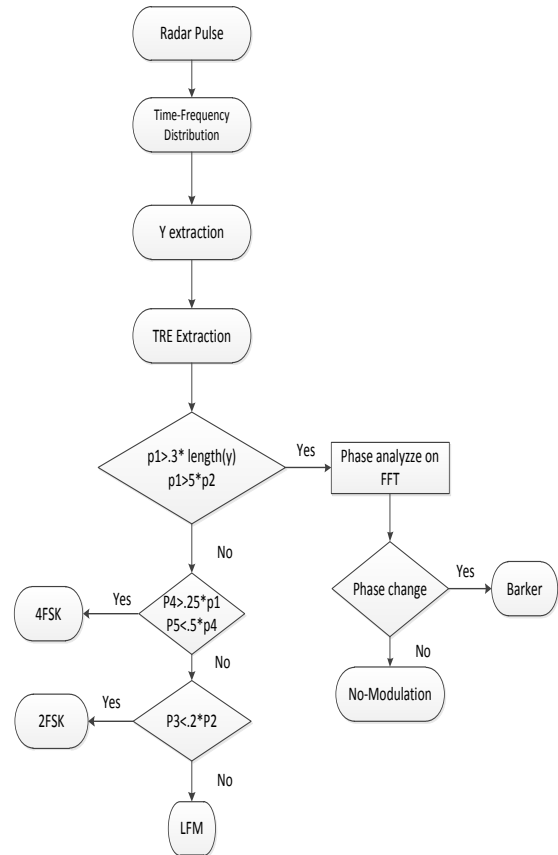 Radar Pulse
Time-Frequency
Distribution
Y extraction
TRE Extraction
p1>.3* length(y)
p1>5*p2
Yes
Phase analyzze on
FFT
No
Phase change
Yes
Barker
No
No-Modulation
P4>.25*p1
P5<.5*p4
Yes
4FSK
No
P3<.2*P2
Yes
2FSK
No
LFM